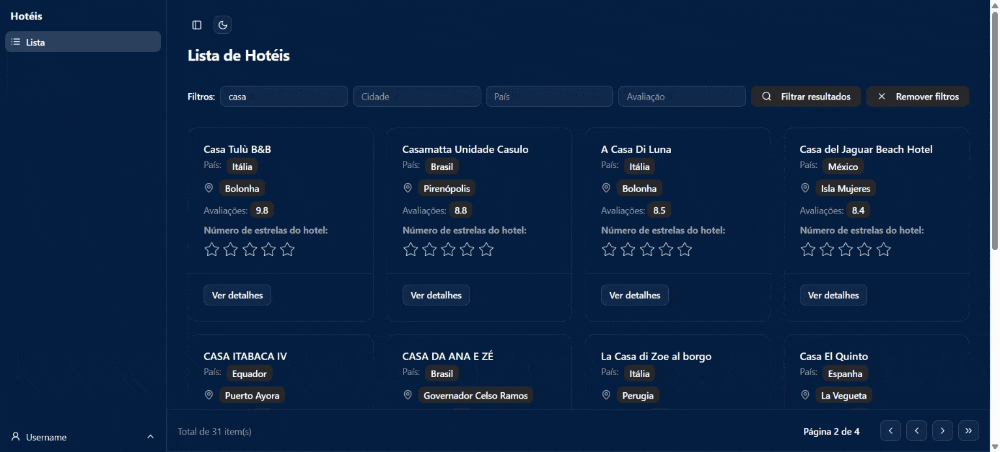 Hotéis
Lista
Lista de Hotéis
Filtros: casa Cidade País Avaliação Filtrar resultados Remover filtros
Casa Tulù B&B
País: Itália
Bolonha
Avaliações: 9.8
Número de estrelas do hotel:
Ver detalhes
Casamatta Unidade Casulo
País: Brasil
Pirenópolis
Avaliações: 8.8
Número de estrelas do hotel:
Ver detalhes
A Casa Di Luna
País: Itália
Bolonha
Avaliações: 8.5
Número de estrelas do hotel:
Ver detalhes
Casa del Jaguar Beach Hotel
País: México
Isla Mujeres
Avaliações: 8.4
Número de estrelas do hotel:
Ver detalhes
CASA ITABACA IV
País: Equador
Puerto Ayora
CASA DA ANA E ZÉ
País: Brasil
Governador Celso Ramos
La Casa di Zoe al borgo
País: Itália
Perugia
Casa El Quinto
País: Espanha
La Vegueta
Username
Total de 31 item(s)
Página 2 de 4